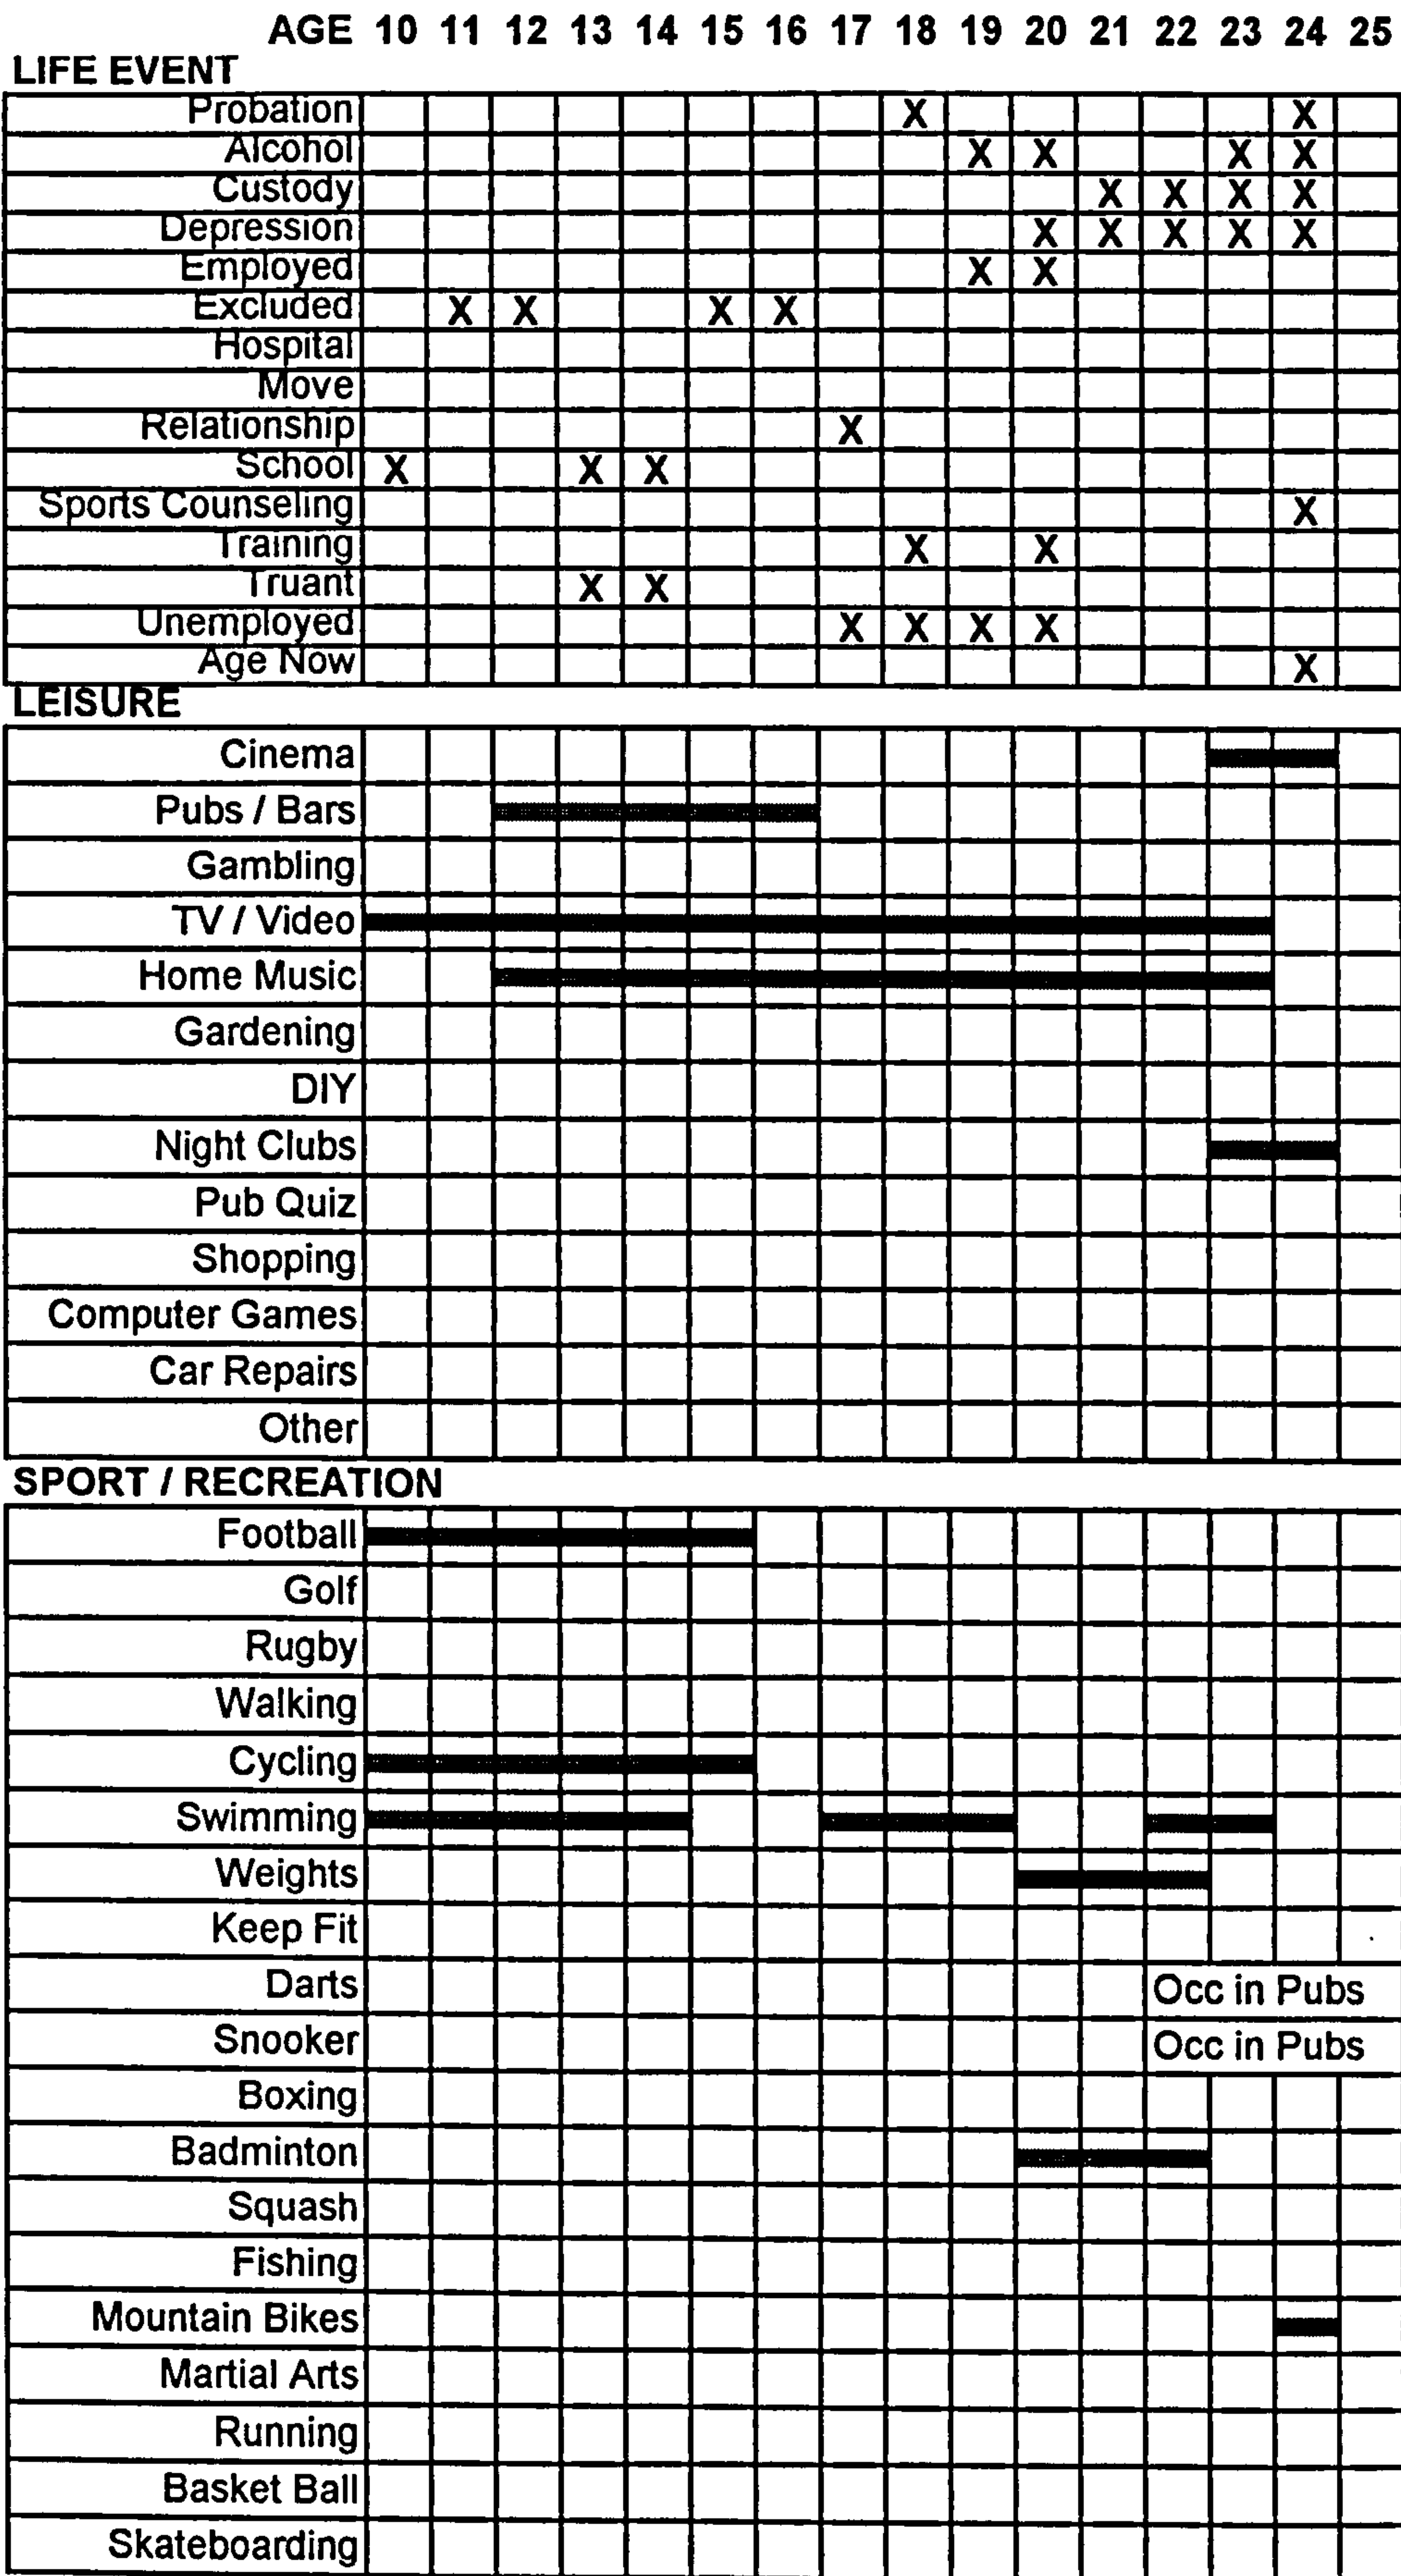 AGE 10 11 12 13 14 15 16 17 18 19 20 21 22 23 24 25
LIFE EVENT
Probation X X
Alcohol X X X X
Custody X X X X
Depression X X X X X
Employed X X
Excluded X X X X
Hospital
Move
Relationship X
School X X X
Sports Counseling X
Training X X
Truant X X
Unemployed X X X X
Age Now X
LEISURE
Cinema
Pubs / Bars
Gambling
TV / Video
Home Music
Gardening
DIY
Night Clubs
Pub Quiz
Shopping
Computer Games
Car Repairs
Other
SPORT / RECREATION
Football
Golf
Rugby
Walking
Cycling
Swimming
Weights
Keep Fit
Darts Occ in Pubs
Snooker Occ in Pubs
Boxing
Badminton
Squash
Fishing
Mountain Bikes
Martial Arts
Running
Basket Ball
Skateboarding